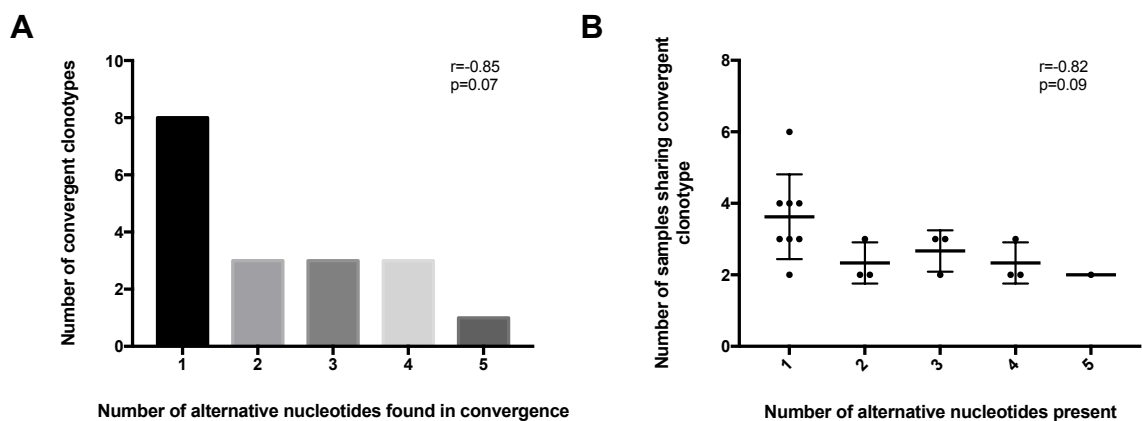 A
Number of convergent clonotypes
10
8
6
4
2
0
r=-0.85
p=0.07
1 2 3 4 5
Number of alternative nucleotides found in convergence
B
Number of samples sharing convergent
clonotype
8
6
4
2
0
r=-0.82
p=0.09
1 2 3 4 5
Number of alternative nucleotides present